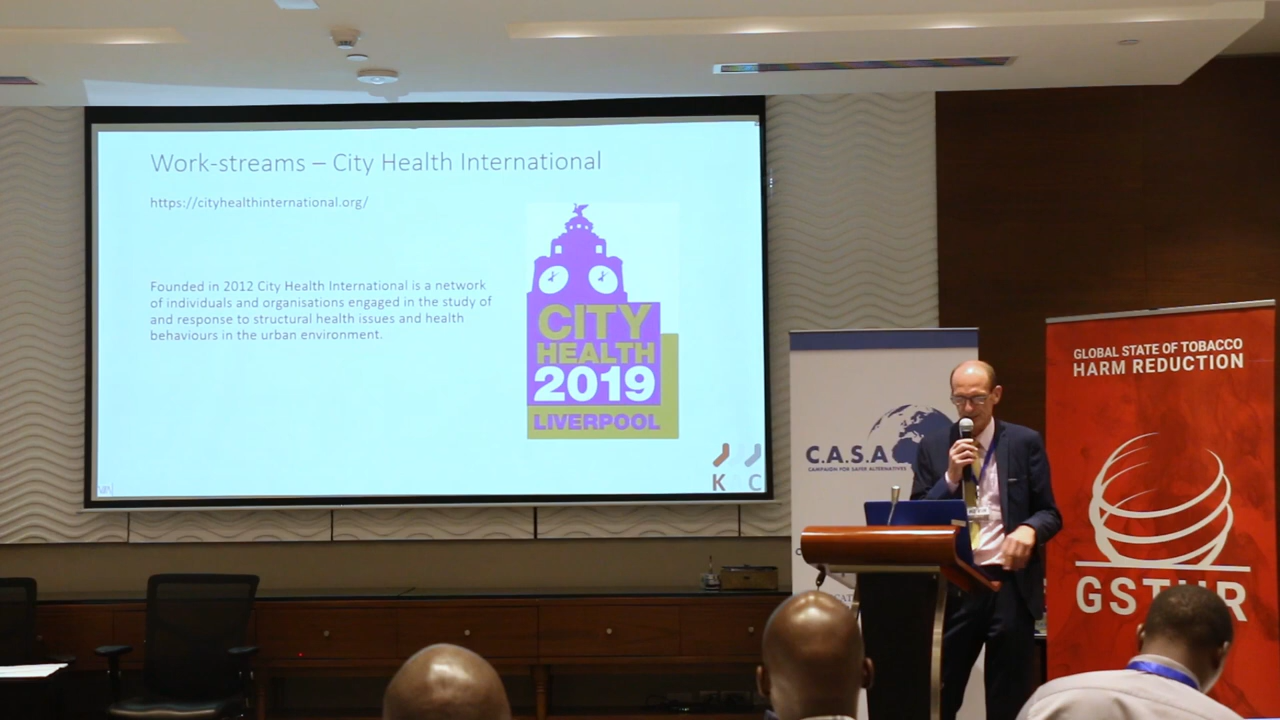 Work-streams – City Health International
https://cityhealthinternational.org/
Founded in 2012 City Health International is a network
of individuals and organisations engaged in the study of
and response to structural health issues and health
behaviours in the urban environment.
CITY
HEALTH
2019
LIVERPOOL
K C
C.A.S.A
CAMPAIGN FOR SAFER ALTERNATIVES
GLOBAL STATE OF TOBACCO
HARM REDUCTION